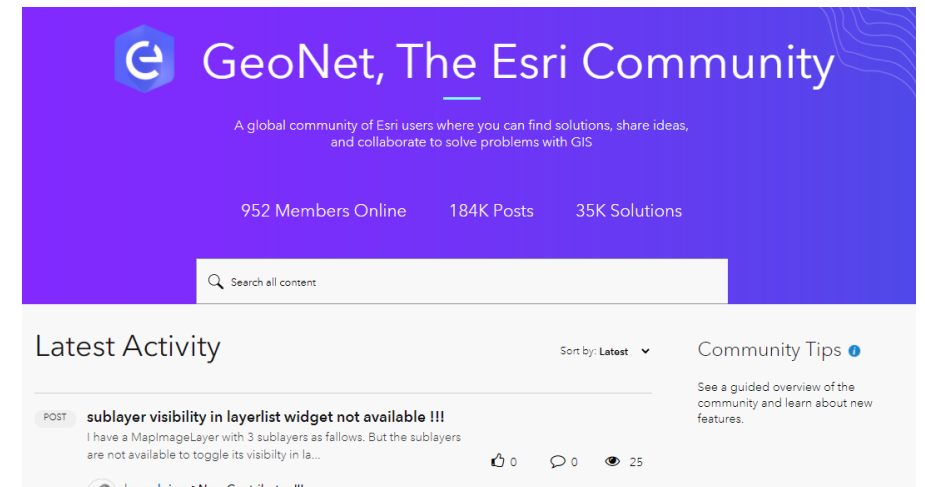 GeoNet, The Esri Community
A global community of Esri users where you can find solutions, share ideas,
and collaborate to solve problems with GIS
952 Members Online 184K Posts 35K Solutions
Search all content
Latest Activity
Sort by: Latest
Community Tips
See a guided overview of the
community and learn about new
features.
POST
sublayer visibility in layerlist widget not available !!!
I have a MapImageLayer with 3 sublayers as fallows. But the sublayers
are not available to toggle its visibilty in la...
0 0 25